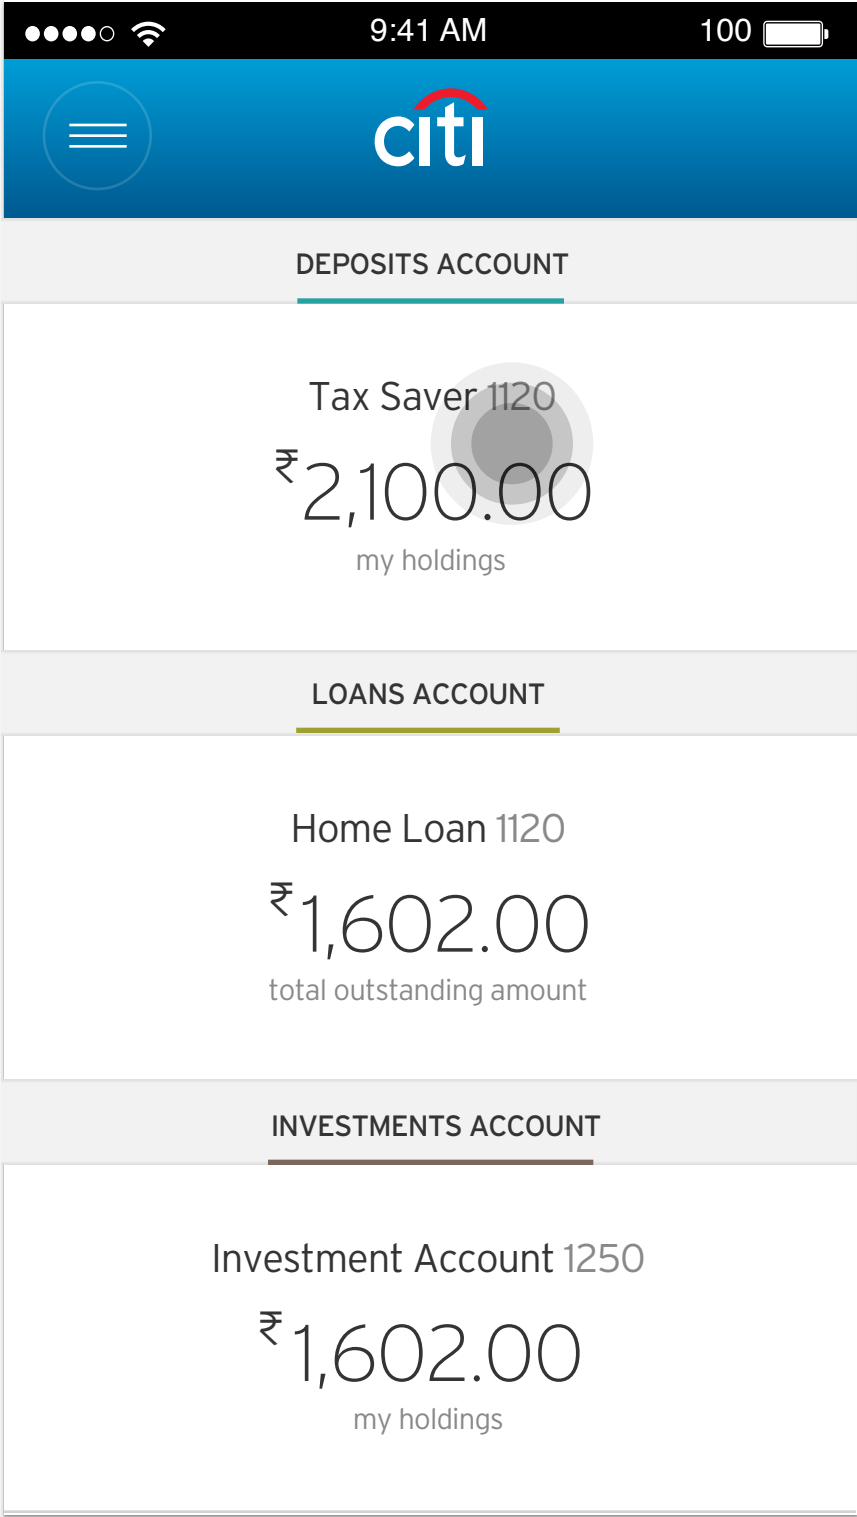 9:41 AM 100
citi
DEPOSITS ACCOUNT
Tax Saver 1120
₹2,100.00
my holdings
LOANS ACCOUNT
Home Loan 1120
₹1,602.00
total outstanding amount
INVESTMENTS ACCOUNT
Investment Account 1250
₹1,602.00
my holdings